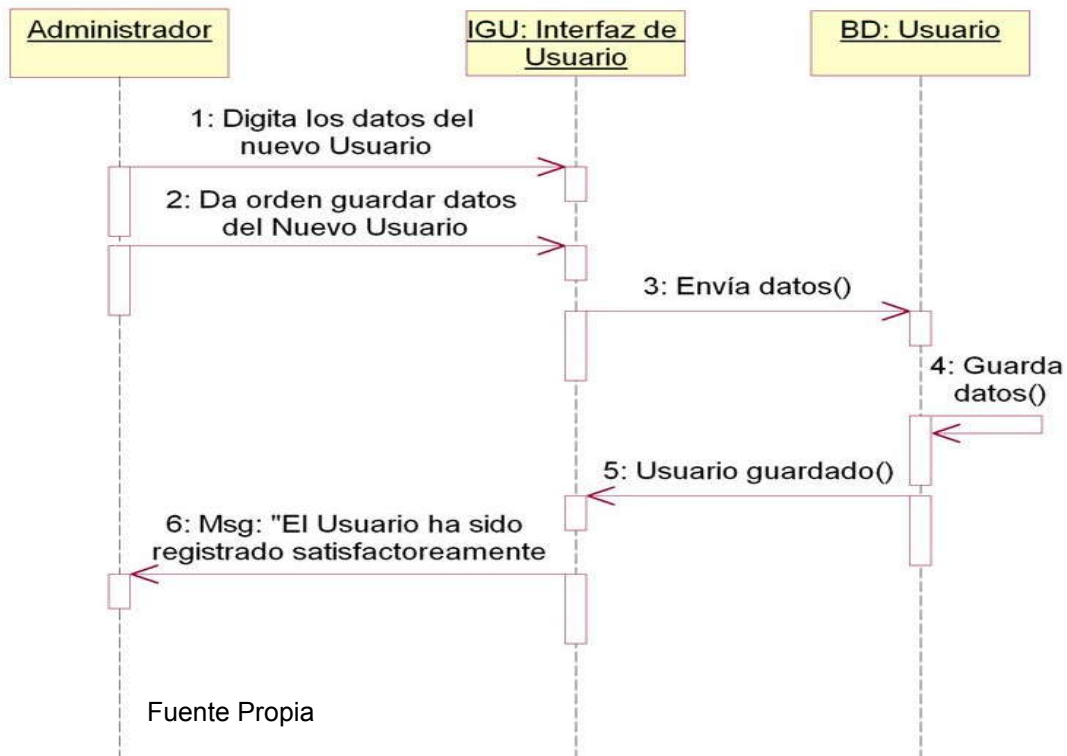 Administrador
IGU: Interfaz de
Usuario
BD: Usuario
1: Digita los datos del
nuevo Usuario
2: Da orden guardar datos
del Nuevo Usuario
3: Envía datos()
4: Guarda
datos()
5: Usuario guardado()
6: Msg: "El Usuario ha sido
registrado satisfactoreamente
Fuente Propia